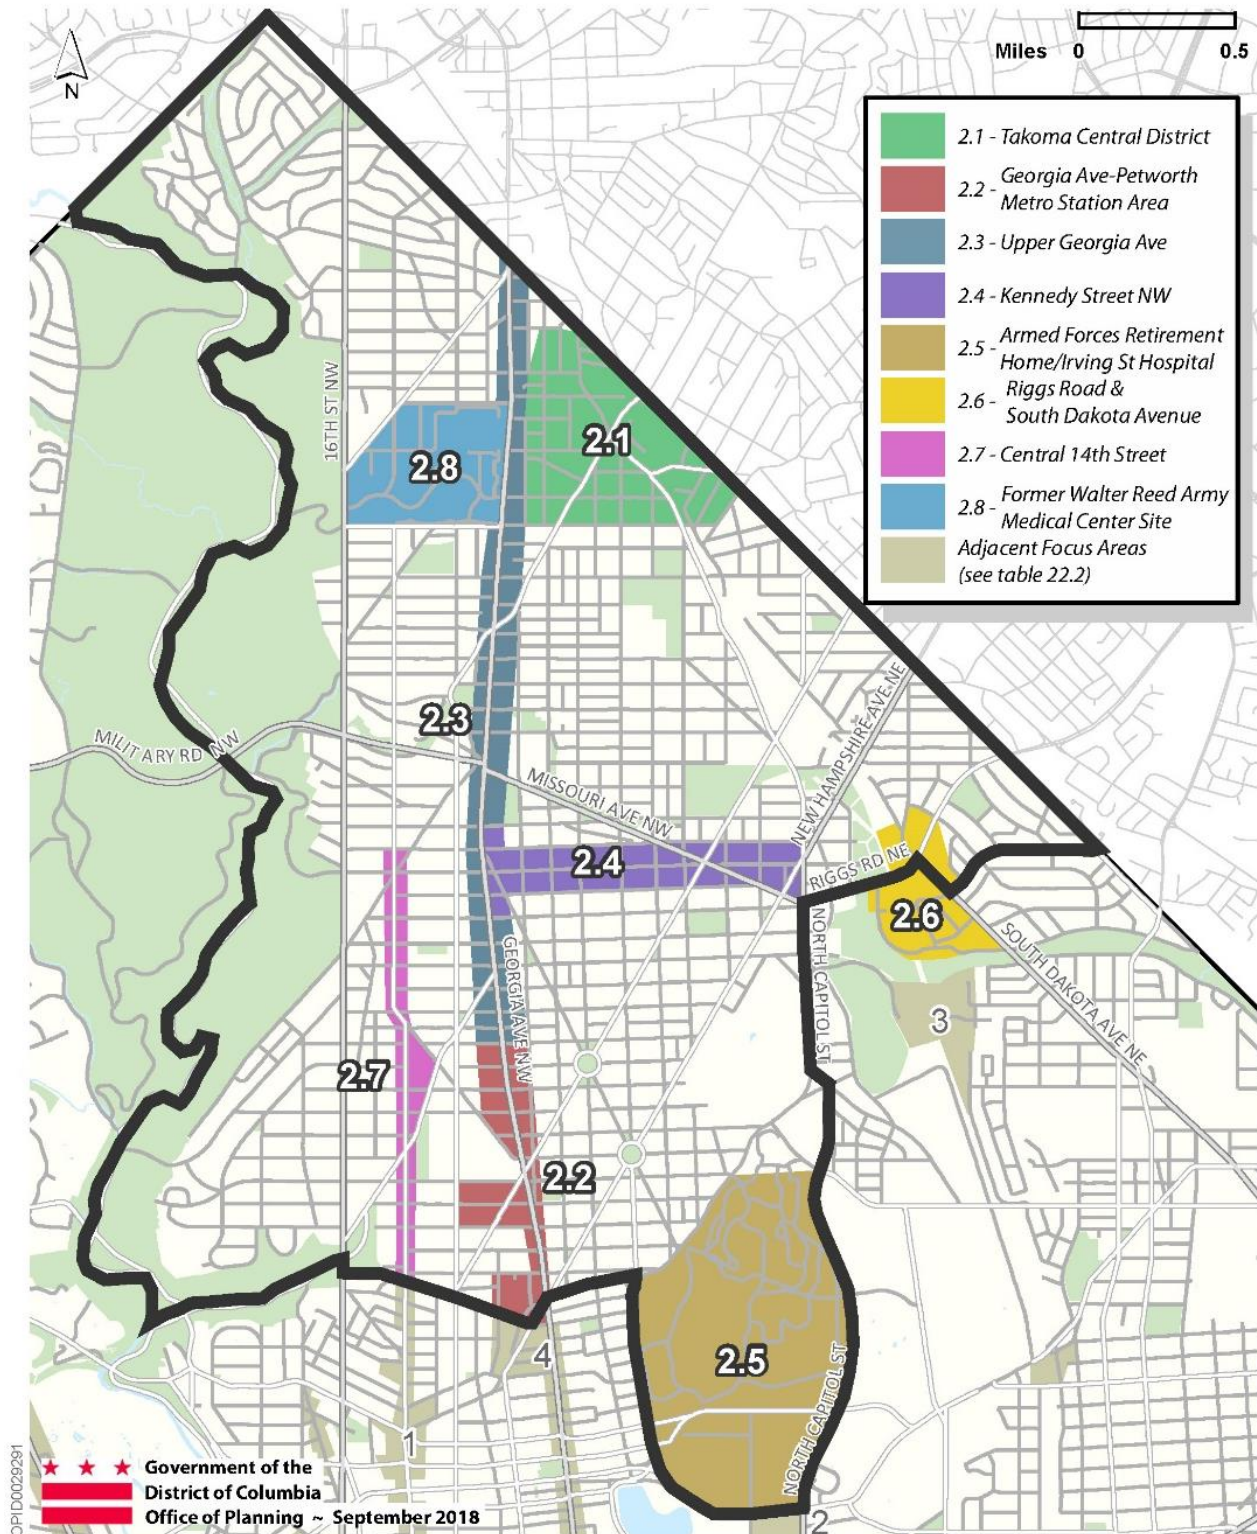 Miles 0 0.5
N
2.1 - Takoma Central District
2.2 - Georgia Ave-Petworth
Metro Station Area
2.3 - Upper Georgia Ave
2.4 - Kennedy Street NW
2.5 - Armed Forces Retirement
Home/Irving St Hospital
2.6 - Riggs Road &
South Dakota Avenue
2.7 - Central 14th Street
2.8 - Former Walter Reed Army
Medical Center Site
Adjacent Focus Areas
(see table 22.2)
16TH ST NW
2.1
2.8
2.3
MILITARY RD NW
MISSOURI AVE NW
NEW HAMPSHIRE AVE NE
2.4
RIGGS RD NE
2.6
SOUTH DAKOTA AVE NE
NORTH CAPITOL ST
GEORGIA AVE NW
3
2.7
2.2
2.5
NORTH CAPITOL ST
4
1
2
Government of the
District of Columbia
Office of Planning ~ September 2018
OPID0029291